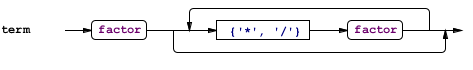 term factor {'*', '/'} factor